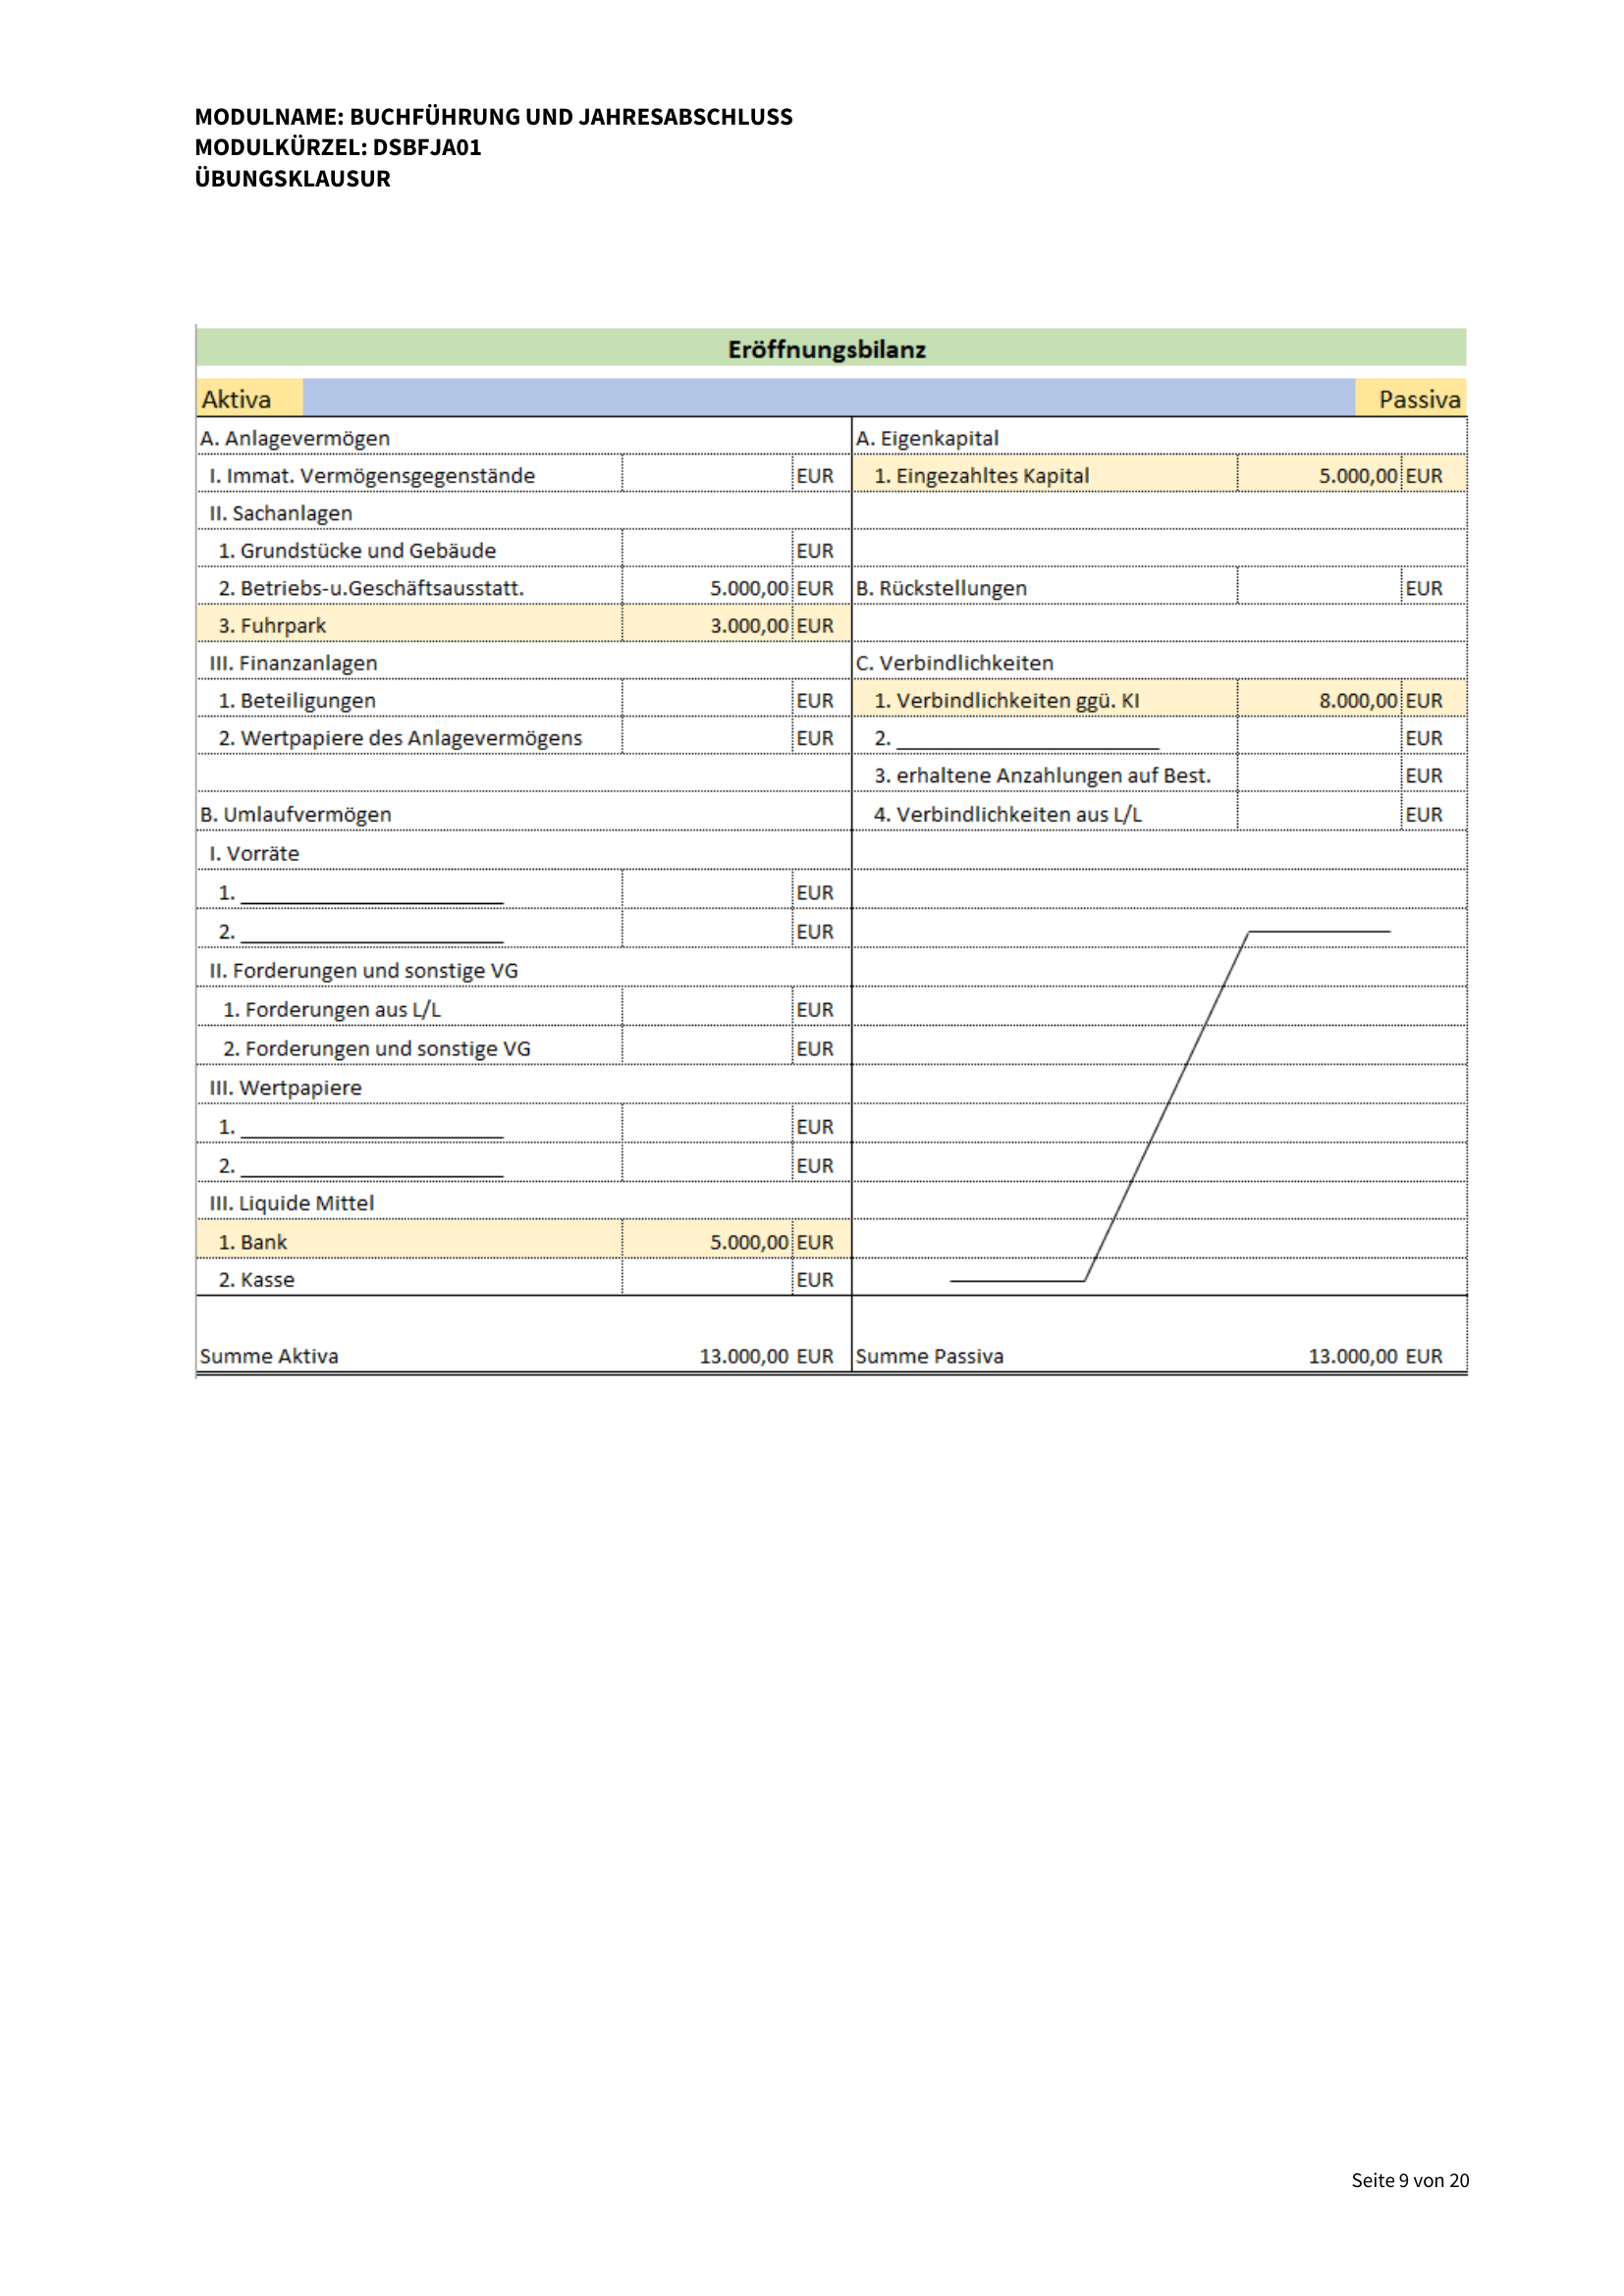 MODULNAME: BUCHFÜHRUNG UND JAHRESABSCHLUSS
MODULKÜRZEL: DSBFJA01
ÜBUNGSKLAUSUR
Eröffnungsbilanz
Aktiva Passiva
A. Anlagevermögen A. Eigenkapital
I. Immat. Vermögensgegenstände EUR 1. Eingezahltes Kapital 5.000,00 EUR
II. Sachanlagen
1. Grundstücke und Gebäude EUR
2. Betriebs-u.Geschäftsausstatt. 5.000,00 EUR B. Rückstellungen EUR
3. Fuhrpark 3.000,00 EUR
III. Finanzanlagen C. Verbindlichkeiten
1. Beteiligungen EUR 1. Verbindlichkeiten ggü. KI 8.000,00 EUR
2. Wertpapiere des Anlagevermögens EUR 2. ____________________ EUR
3. erhaltene Anzahlungen auf Best. EUR
B. Umlaufvermögen 4. Verbindlichkeiten aus L/L EUR
I. Vorräte
1. ____________________ EUR
2. ____________________ EUR
II. Forderungen und sonstige VG
1. Forderungen aus L/L EUR
2. Forderungen und sonstige VG EUR
III. Wertpapiere
1. ____________________ EUR
2. ____________________ EUR
III. Liquide Mittel
1. Bank 5.000,00 EUR
2. Kasse EUR
Summe Aktiva 13.000,00 EUR Summe Passiva 13.000,00 EUR
Seite 9 von 20